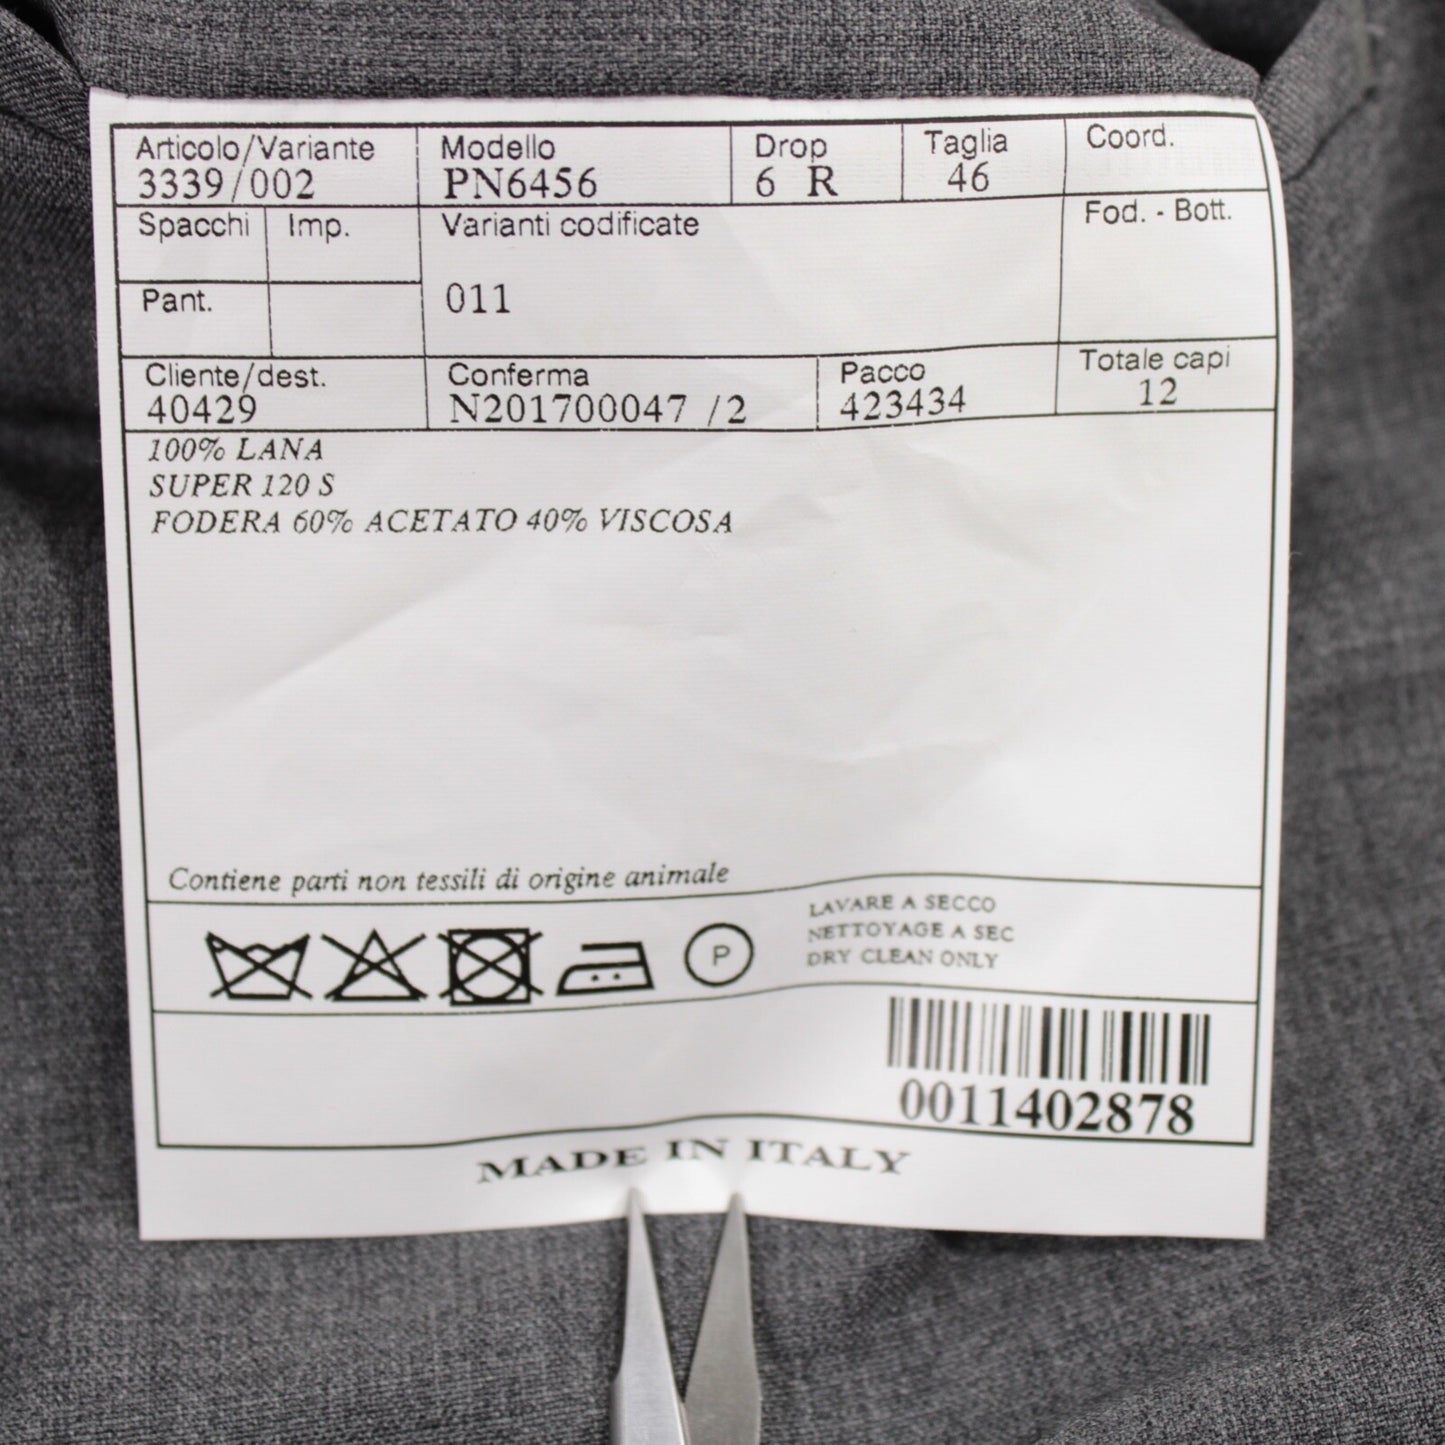 Articolo/Variante Modello Drop Taglia Coord.
3339/002 PN6456 6 R 46
Spacchi Imp. Varianti codificate Fod. - Bott.
Pant. 011
Cliente/dest. Conferma Pacco Totale capi
40429 N201700047 /2 423434 12
100% LANA
SUPER 120 S
FODERA 60% ACETATO 40% VISCOSA
Contiene parti non tessili di origine animale
LAVARE A SECCO
NETTOYAGE A SEC
P DRY CLEAN ONLY
0011402878
MADE IN ITALY